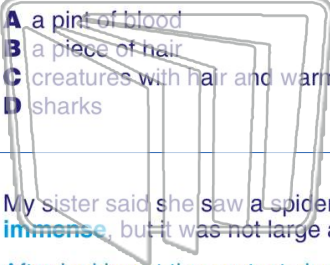 A a pint of blood
B a piece of hair
C creatures with hair and warm
D sharks
My sister said she saw a spider
immense, but it was not large a